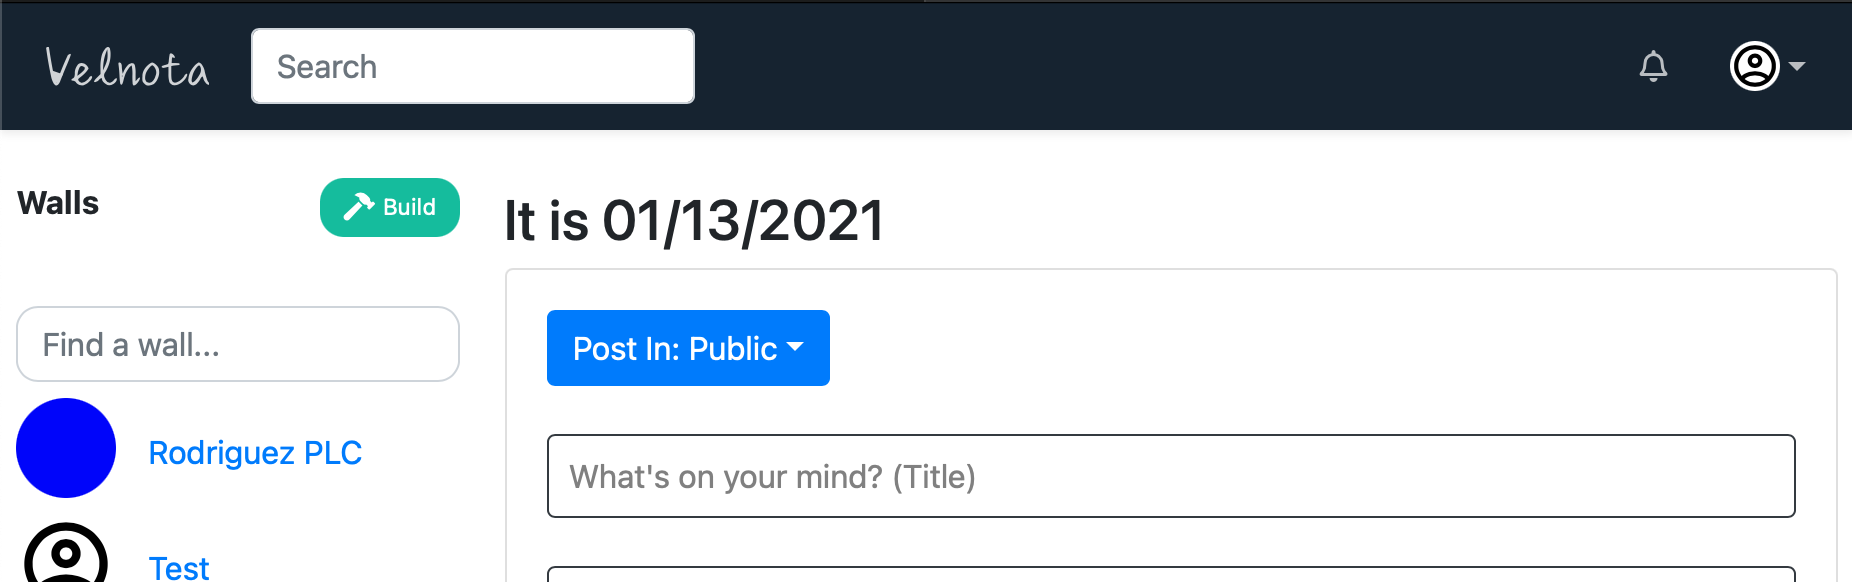 Velnota
Search
Walls
Build
Find a wall...
Rodriguez PLC
Test
It is 01/13/2021
Post In: Public
What's on your mind? (Title)